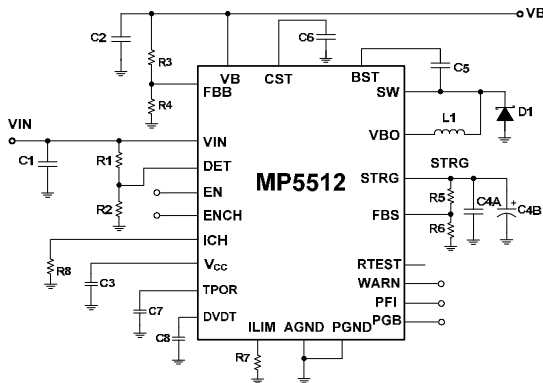 VB
C2
R3
C6
VB
CST
BST
C5
R4
FBB
SW
D1
VIN
L1
VIN
VBO
C1
R1
DET
MP5512
STRG
EN
STRG
R5
C4A
+
C4B
R2
ENCH
FBS
R6
ICH
R8
VCC
RTEST
C3
WARN
TPOR
C7
PFI
DVDT
PGB
C8
ILIM
AGND
PGND
R7